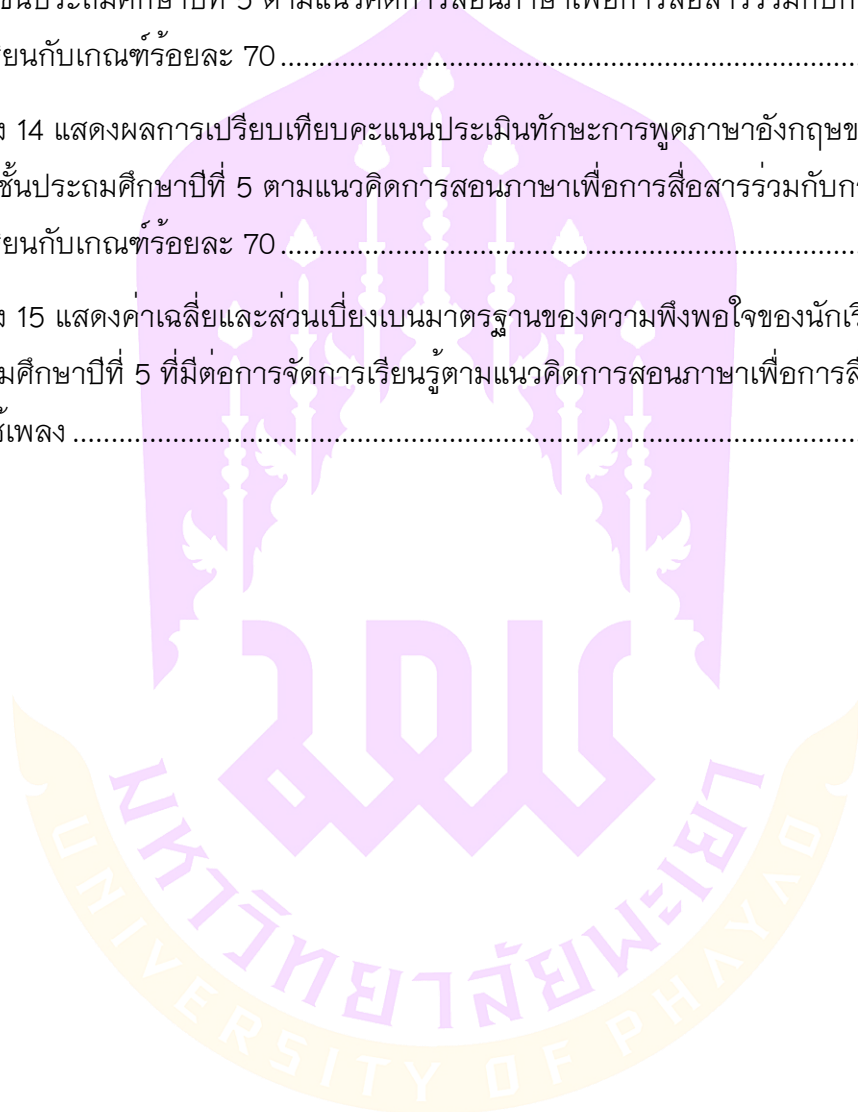 ชั้นประถมศึกษาปีที่ 5 ตามแนวคิดการสอนภาษาเพื่อการสื่อสารร่วมกับก
รียนกับเกณฑ์ร้อยละ 70 ........................................................................................
ง 14 แสดงผลการเปรียบเทียบคะแนนประเมินทักษะการพูดภาษาอังกฤษข
ชั้นประถมศึกษาปีที่ 5 ตามแนวคิดการสอนภาษาเพื่อการสื่อสารร่วมกับก
รียนกับเกณฑ์ร้อยละ 70 ........................................................................................
ง 15 แสดงค่าเฉลี่ยและส่วนเบี่ยงเบนมาตรฐานของความพึงพอใจของนักเรี
มศึกษาปีที่ 5 ที่มีต่อการจัดการเรียนรู้ตามแนวคิดการสอนภาษาเพื่อการสื
ช้เพลง ........................................................................................
มหาวิทยาลัยพะเยา
UNIVERSITY OF PHAYAO